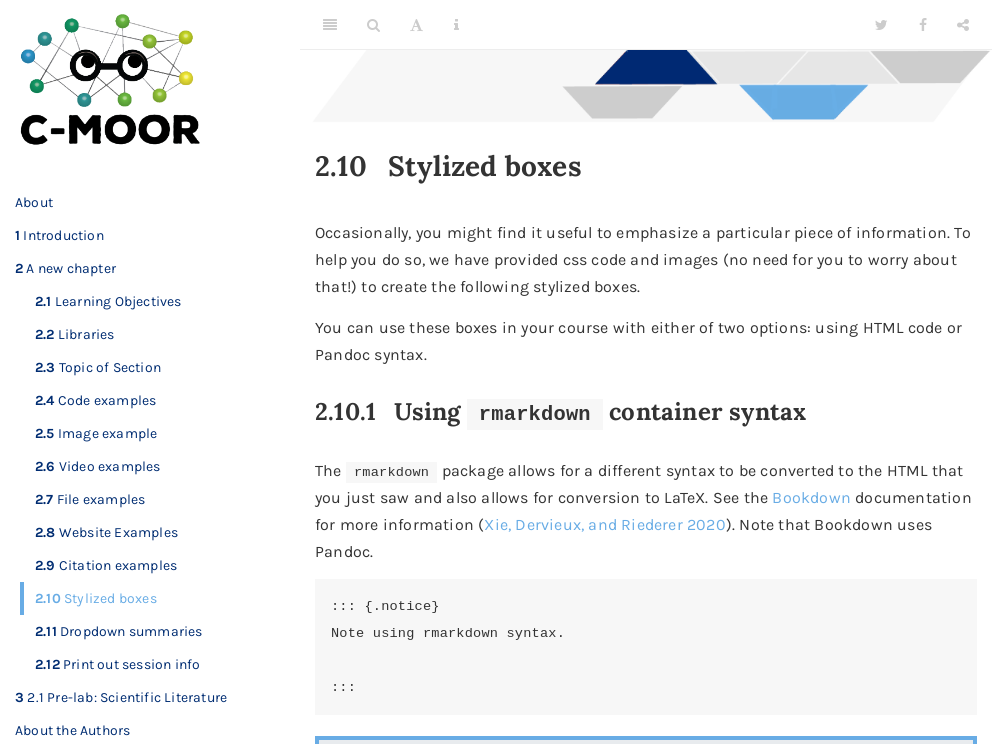 C-MOOR
About
1 Introduction
2 A new chapter
2.1 Learning Objectives
2.2 Libraries
2.3 Topic of Section
2.4 Code examples
2.5 Image example
2.6 Video examples
2.7 File examples
2.8 Website Examples
2.9 Citation examples
2.10 Stylized boxes
2.11 Dropdown summaries
2.12 Print out session info
3 2.1 Pre-lab: Scientific Literature
About the Authors
A
2.10 Stylized boxes
Occasionally, you might find it useful to emphasize a particular piece of information. To
help you do so, we have provided css code and images (no need for you to worry about
that!) to create the following stylized boxes.
You can use these boxes in your course with either of two options: using HTML code or
Pandoc syntax.
2.10.1 Using rmarkdown container syntax
The rmarkdown package allows for a different syntax to be converted to the HTML that
you just saw and also allows for conversion to LaTeX. See the Bookdown documentation
for more information (Xie, Dervieux, and Riederer 2020). Note that Bookdown uses
Pandoc.
::: {.notice}
Note using rmarkdown syntax.
:::